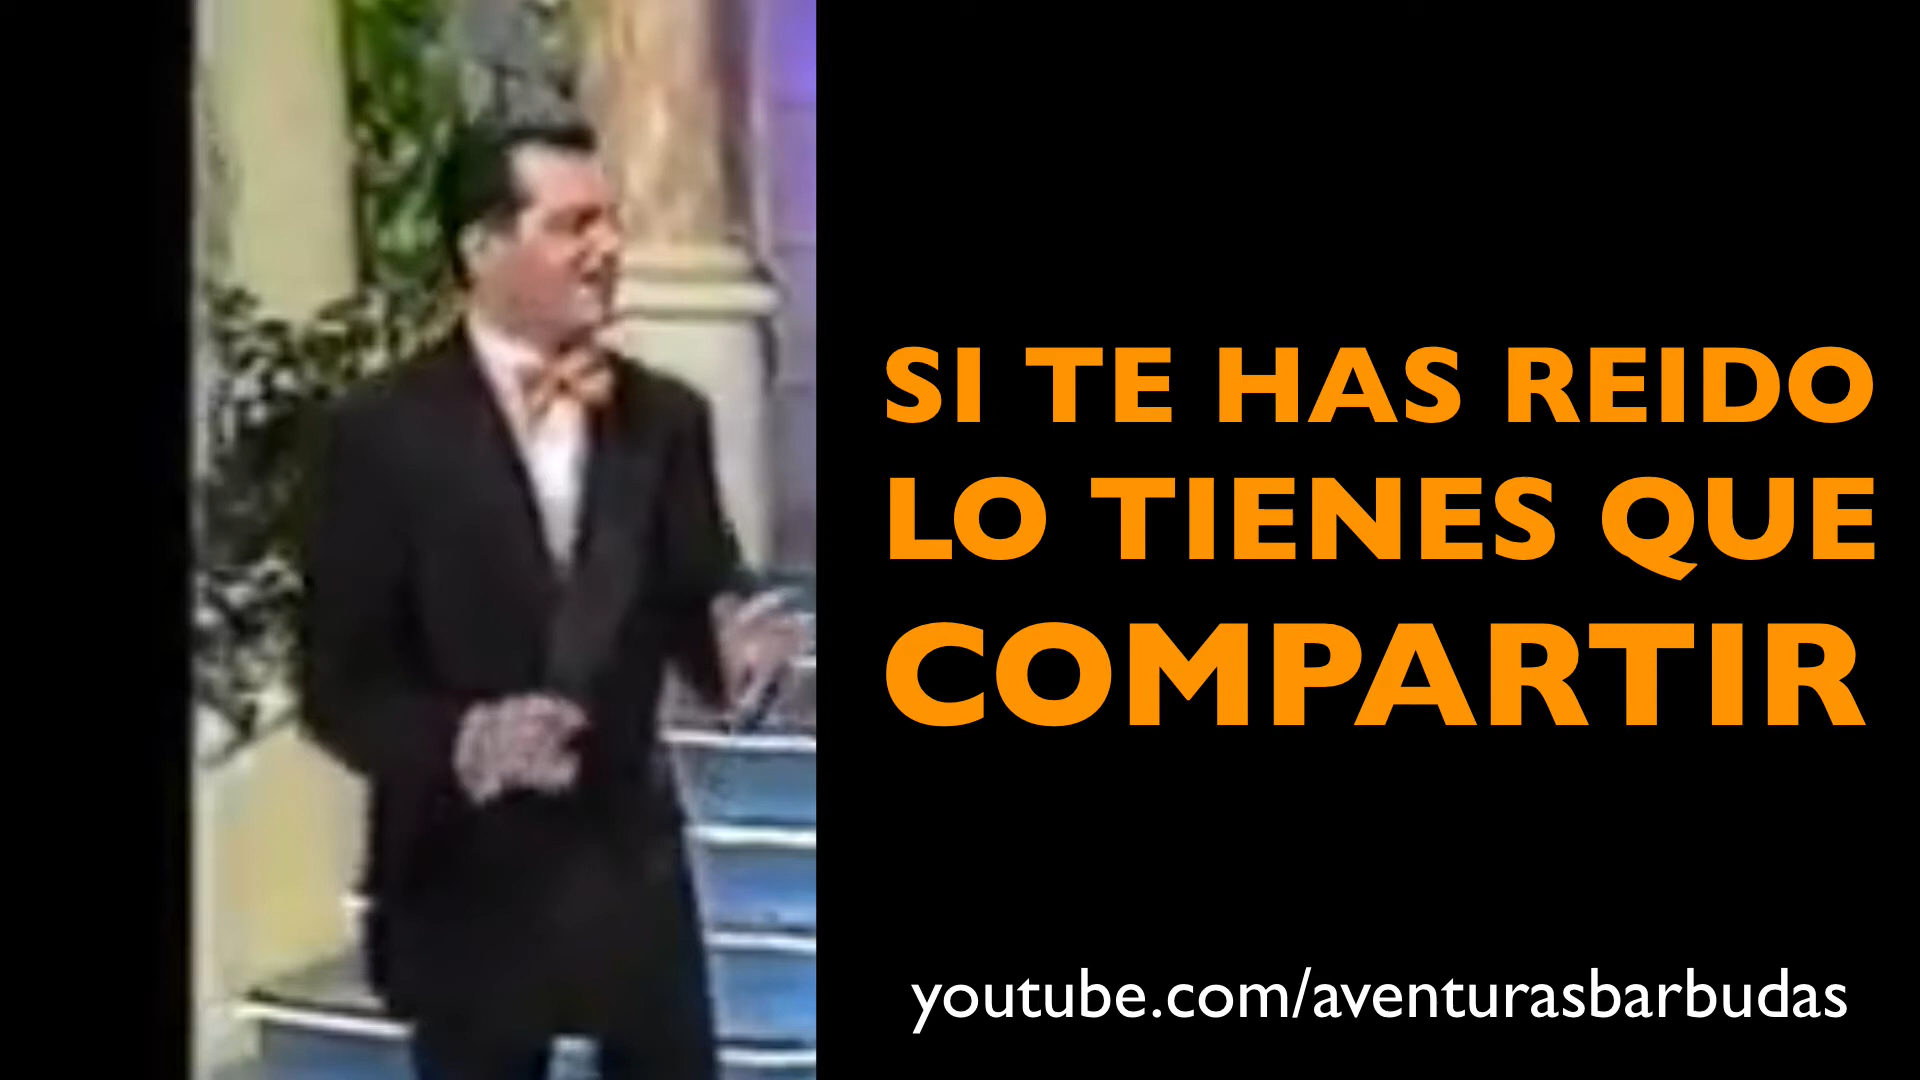 SI TE HAS REIDO
LO TIENES QUE
COMPARTIR
youtube.com/aventurasbarbudas